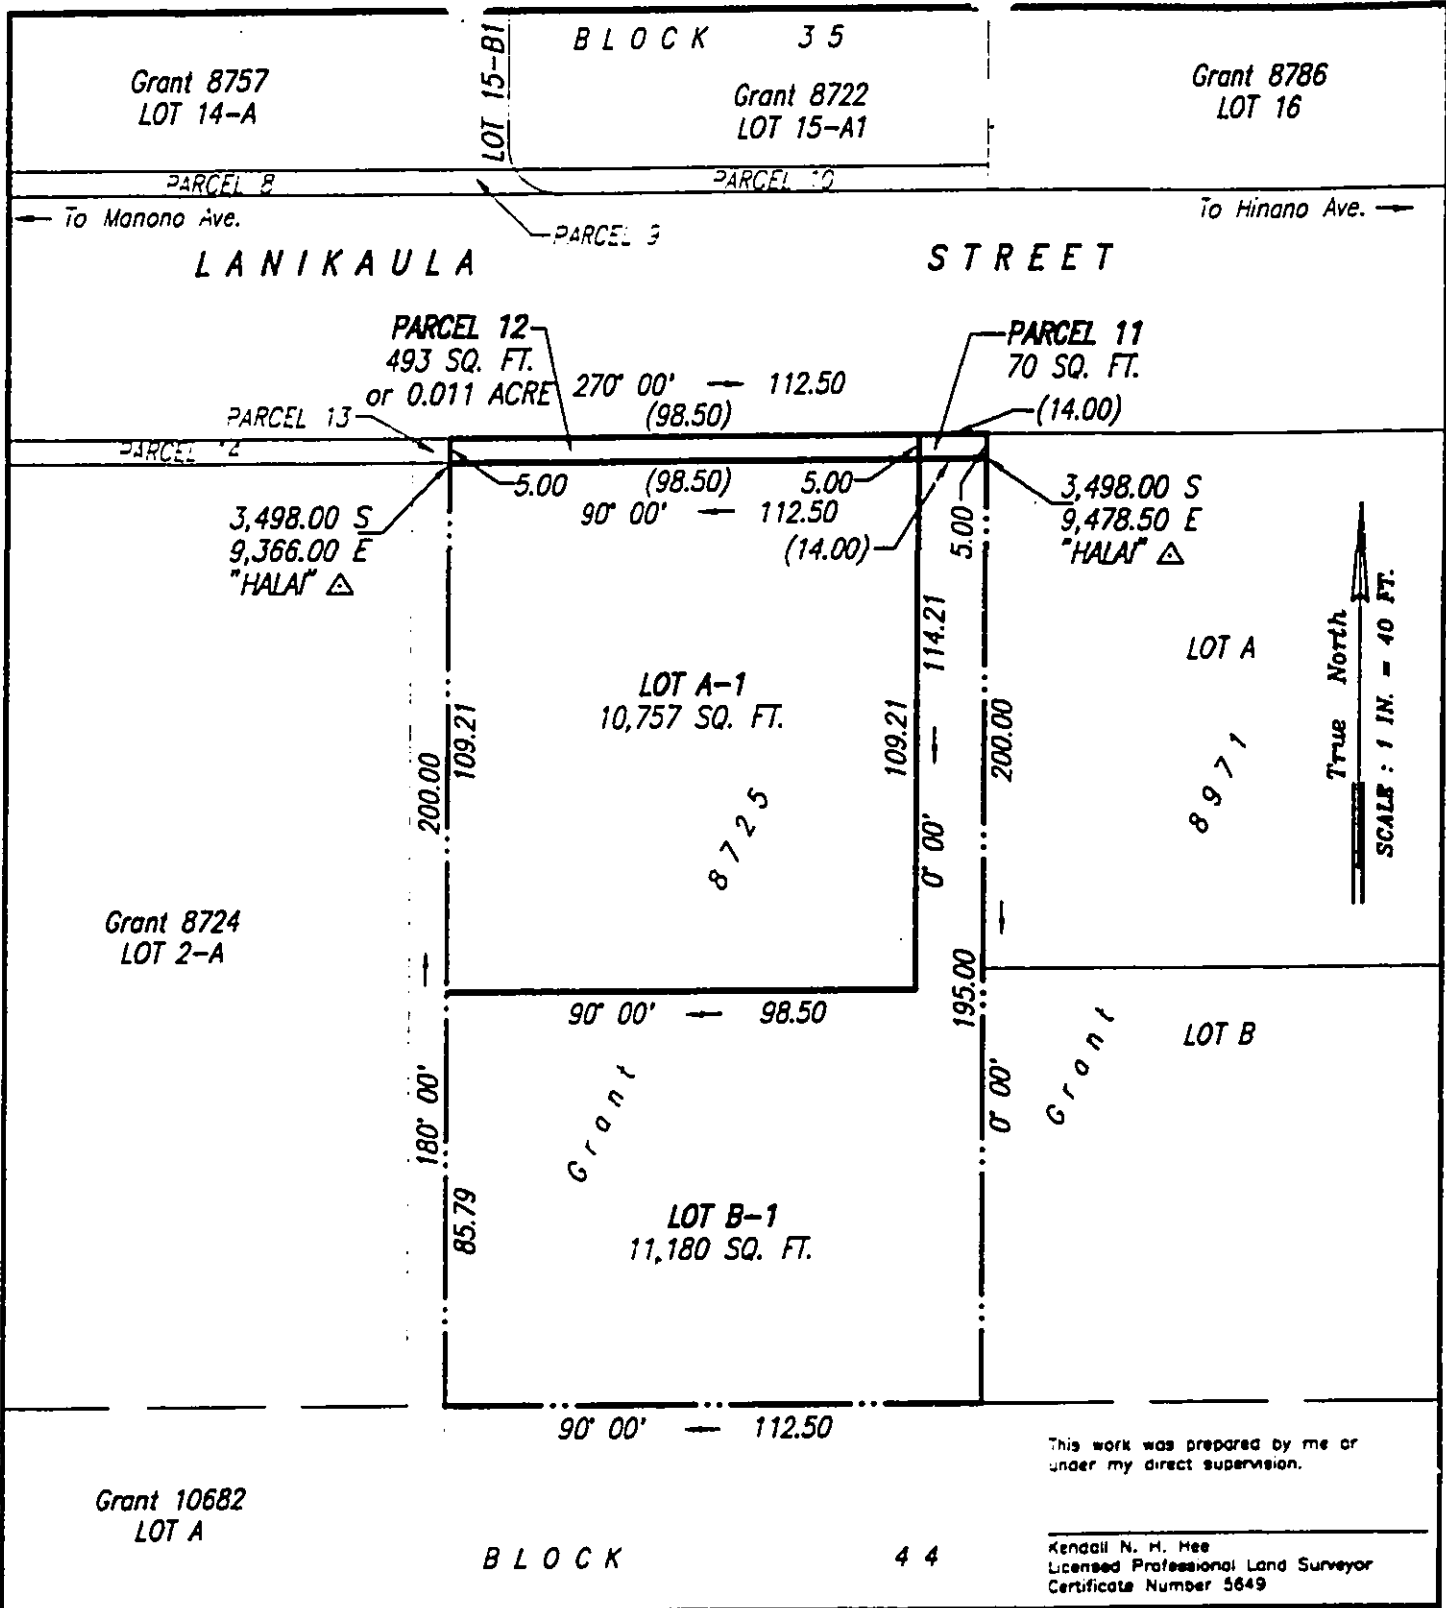 BLOCK 35
Grant 8757
LOT 14-A
LOT 15-B1
Grant 8722
LOT 15-A1
Grant 8786
LOT 16
PARCEL 8
PARCEL 10
← To Manono Ave.
PARCEL 9
To Hinano Ave. →
LANIKAULA STREET
PARCEL 12
493 SQ. FT.
or 0.011 ACRE
270° 00' ← 112.50
(98.50)
PARCEL 11
70 SQ. FT.
(14.00)
PARCEL 13
PARCEL 14
5.00
(98.50)
5.00
90° 00' ← 112.50
(14.00)
5.00
3,498.00 S
9,366.00 E
"HALAI" △
3,498.00 S
9,478.50 E
"HALAI" △
114.21
0° 00'
109.21
LOT A-1
10,757 SQ. FT.
109.21
200.00
200.00
8725
LOT A
8971
True North
SCALE : 1 IN. = 40 FT.
Grant 8724
LOT 2-A
90° 00' ← 98.50
195.00
0° 00'
LOT B
Grant
Grant
180° 00'
85.79
LOT B-1
11,180 SQ. FT.
90° 00' ← 112.50
This work was prepared by me or
under my direct supervision.
Grant 10682
LOT A
BLOCK 44
Kendall N. H. Hee
Licensed Professional Land Surveyor
Certificate Number 5649